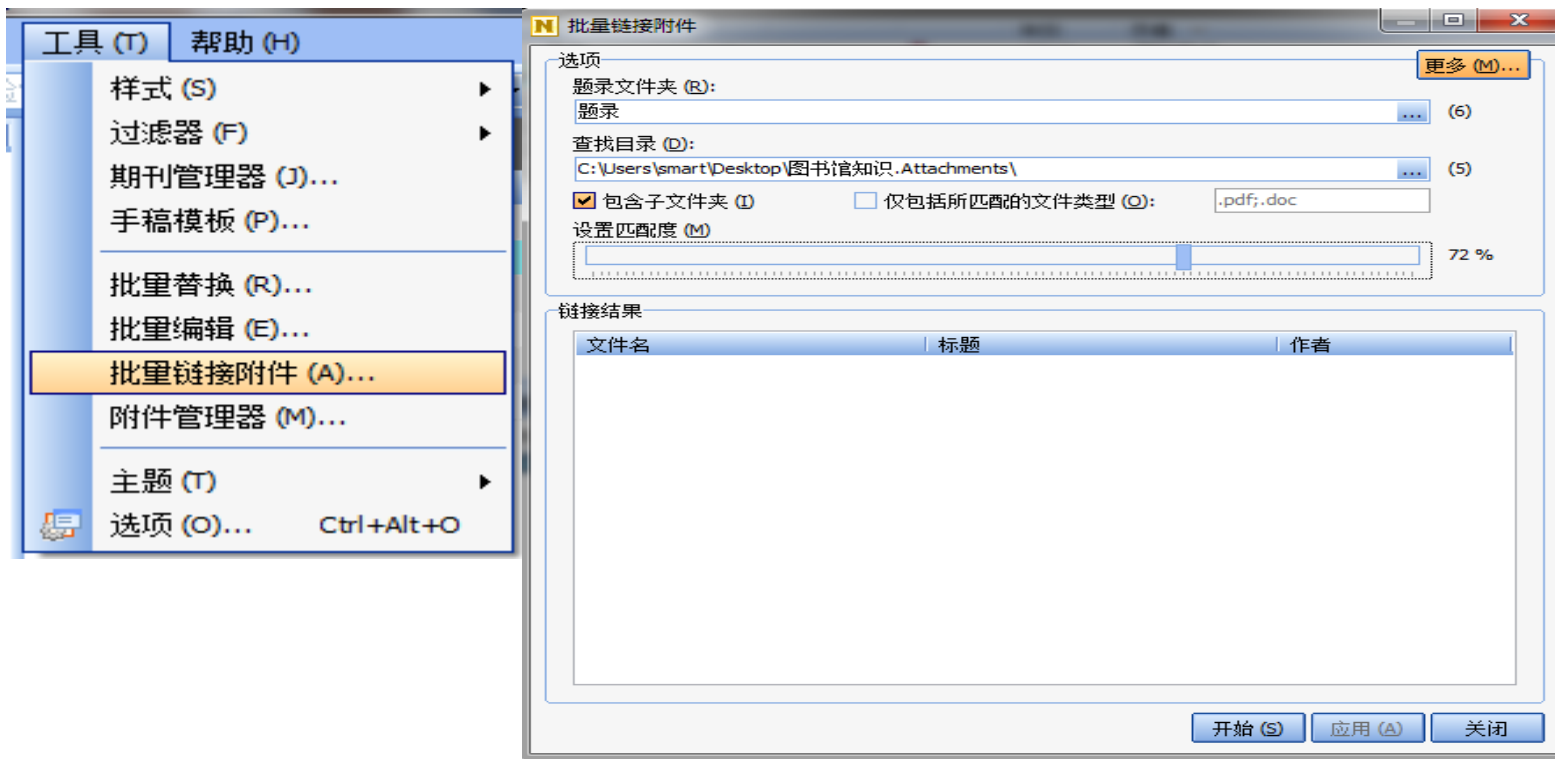 工具 (T) 帮助 (H)
样式 (S)
过滤器 (F)
期刊管理器 (J)...
手稿模板 (P)...
批量替换 (R)...
批量编辑 (E)...
批量链接附件 (A)...
附件管理器 (M)...
主题 (T)
选项 (O)... Ctrl+Alt+O
N 批量链接附件
选项
更多 (M)...
题录文件夹 (R):
题录 ... (6)
查找目录 (D):
C:\Users\smart\Desktop\图书馆知识.Attachments\ ... (5)
包含子文件夹 (I) 仅包括所匹配的文件类型 (O): .pdf;.doc
设置匹配度 (M)
72 %
链接结果
文件名 标题 作者
开始 (S) 应用 (A) 关闭